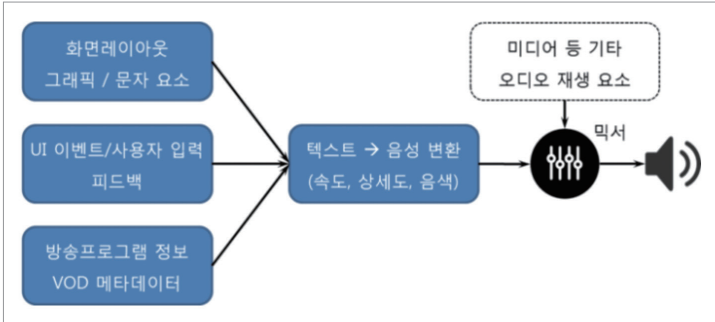 화면레이아웃
그래픽 / 문자 요소
UI 이벤트/사용자 입력
피드백
방송프로그램 정보
VOD 메타데이터
텍스트 → 음성 변환
(속도, 상세도, 음색)
미디어 등 기타
오디오 재생 요소
믹서